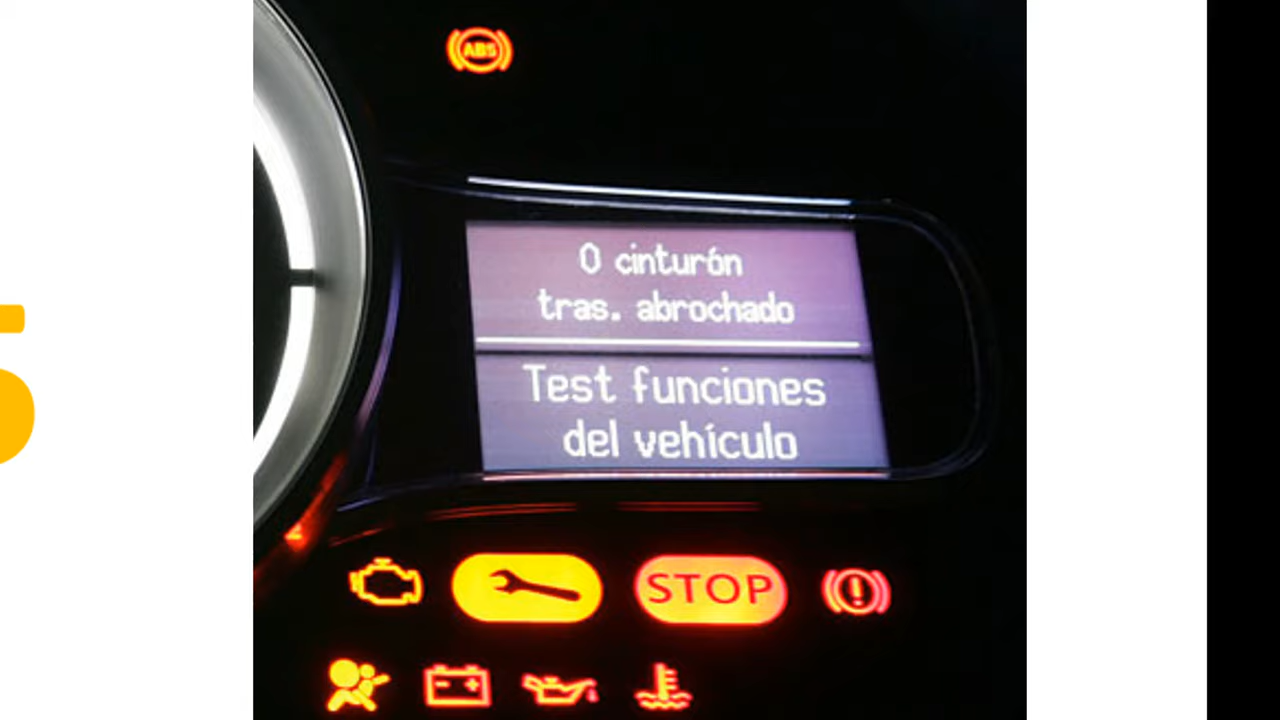 ABS
0 cinturón
tras. abrochado
Test funciones
del vehículo
STOP